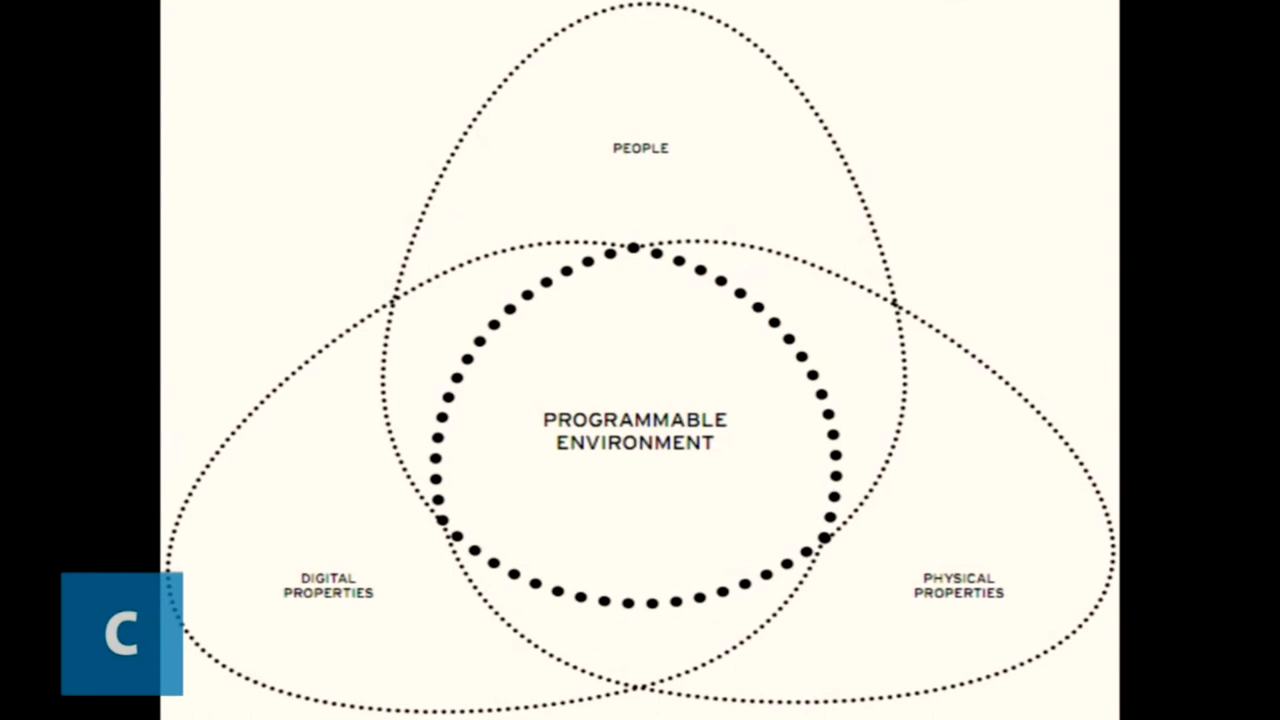 PEOPLE
PROGRAMMABLE
ENVIRONMENT
DIGITAL
PROPERTIES
PHYSICAL
PROPERTIES
C